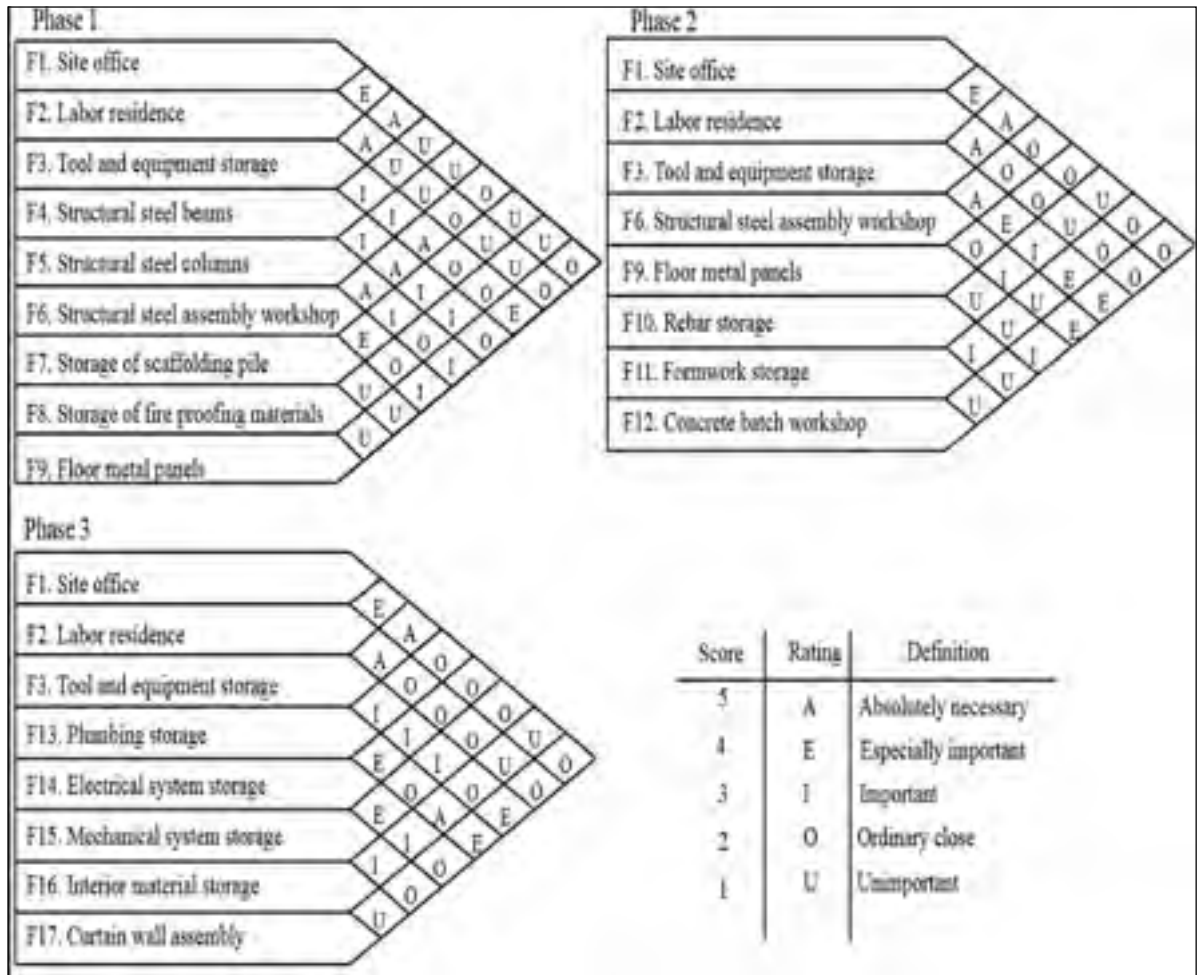 Phase 1
F1. Site office
F2. Labor residence
F3. Tool and equipment storage
F4. Structural steel beams
F5. Structural steel columns
F6. Structural steel assembly workshop
F7. Storage of scaffolding pile
F8. Storage of fire proofing materials
F9. Floor metal panels
E A I I A E U U
A U I A I O U
U U A I O I
U O O I I
O U O O
U U E
U O
O
Phase 2
F1. Site office
F2. Labor residence
F3. Tool and equipment storage
F6. Structural steel assembly workshop
F9. Floor metal panels
F10. Rebar storage
F11. Formwork storage
F12. Concrete batch workshop
E A A O U I U
A O E I U U
O O I U I
O U E E
U O E
O O
O
Phase 3
F1. Site office
F2. Labor residence
F3. Tool and equipment storage
F13. Plumbing storage
F14. Electrical system storage
F15. Mechanical system storage
F16. Interior material storage
F17. Curtain wall assembly
E A I E E I U
A O I O I O
O O I A O
O O O E
O U E
U O
O
Score Rating Definition
5 A Absolutely necessary
4 E Especially important
3 I Important
2 O Ordinary close
1 U Unimportant